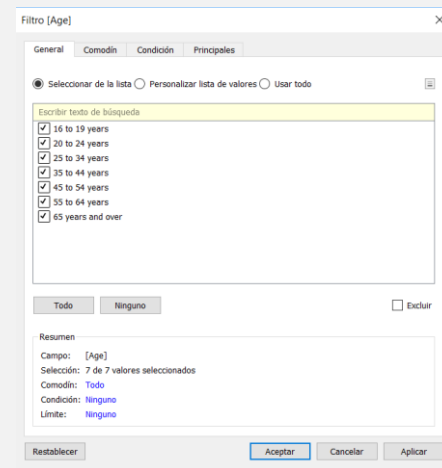 Filtro [Age]
General Comodín Condición Principales
Seleccionar de la lista Personalizar lista de valores Usar todo
Escribir texto de búsqueda
16 to 19 years
20 to 24 years
25 to 34 years
35 to 44 years
45 to 54 years
55 to 64 years
65 years and over
Todo Ninguno Excluir
Resumen
Campo: [Age]
Selección: 7 de 7 valores seleccionados
Comodín: Todo
Condición: Ninguno
Límite: Ninguno
Restablecer Aceptar Cancelar Aplicar